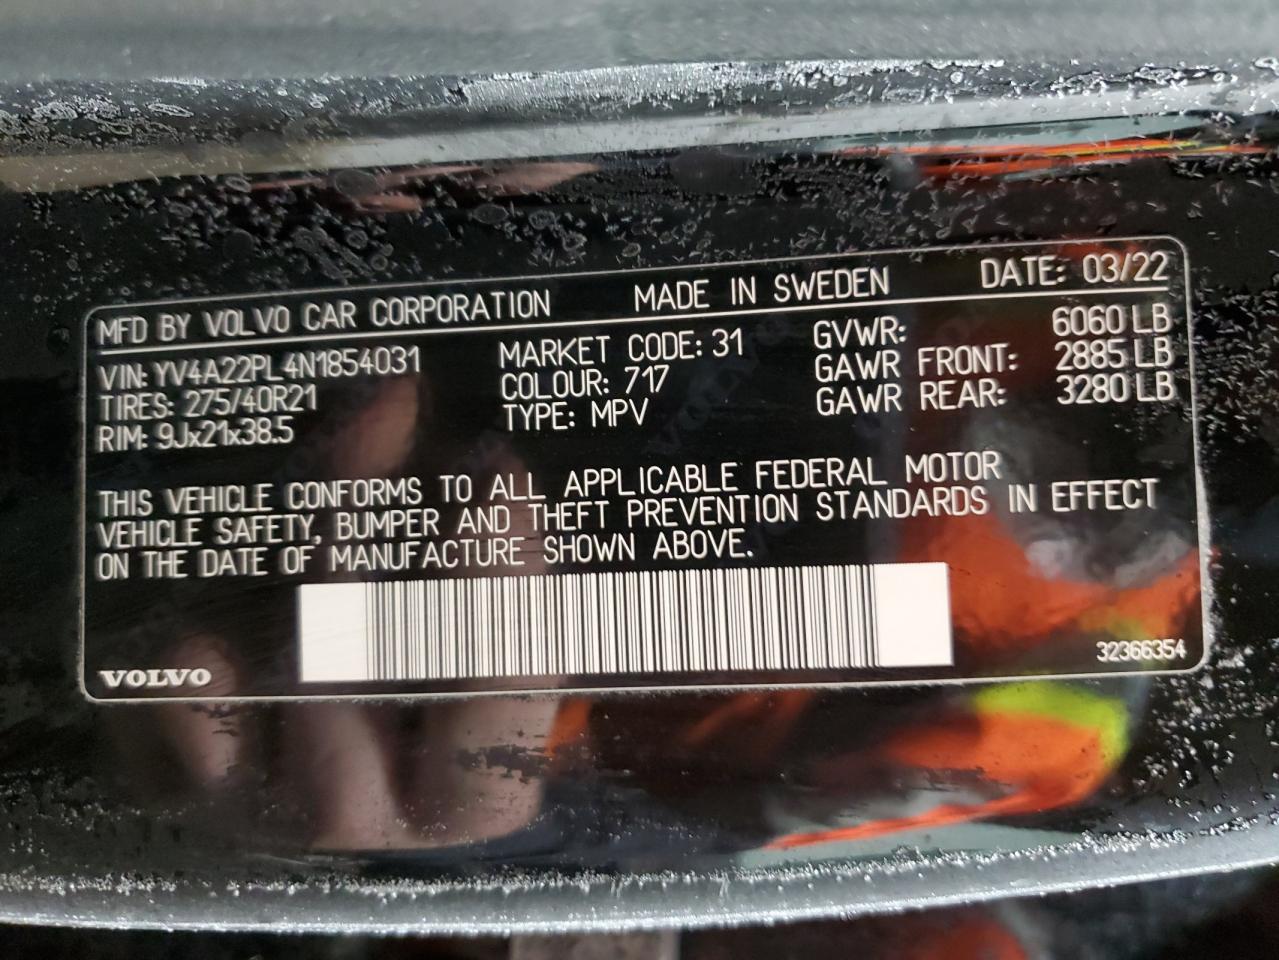 MFD BY VOLVO CAR CORPORATION MADE IN SWEDEN DATE: 03/22
VIN: YV4A22PL4N1854031 MARKET CODE: 31 GVWR: 6060 LB
TIRES: 275/40R21 COLOUR: 717 GAWR FRONT: 2885 LB
RIM: 9Jx21x38.5 TYPE: MPV GAWR REAR: 3280 LB
THIS VEHICLE CONFORMS TO ALL APPLICABLE FEDERAL MOTOR
VEHICLE SAFETY, BUMPER AND THEFT PREVENTION STANDARDS IN EFFECT
ON THE DATE OF MANUFACTURE SHOWN ABOVE.
VOLVO 32366354